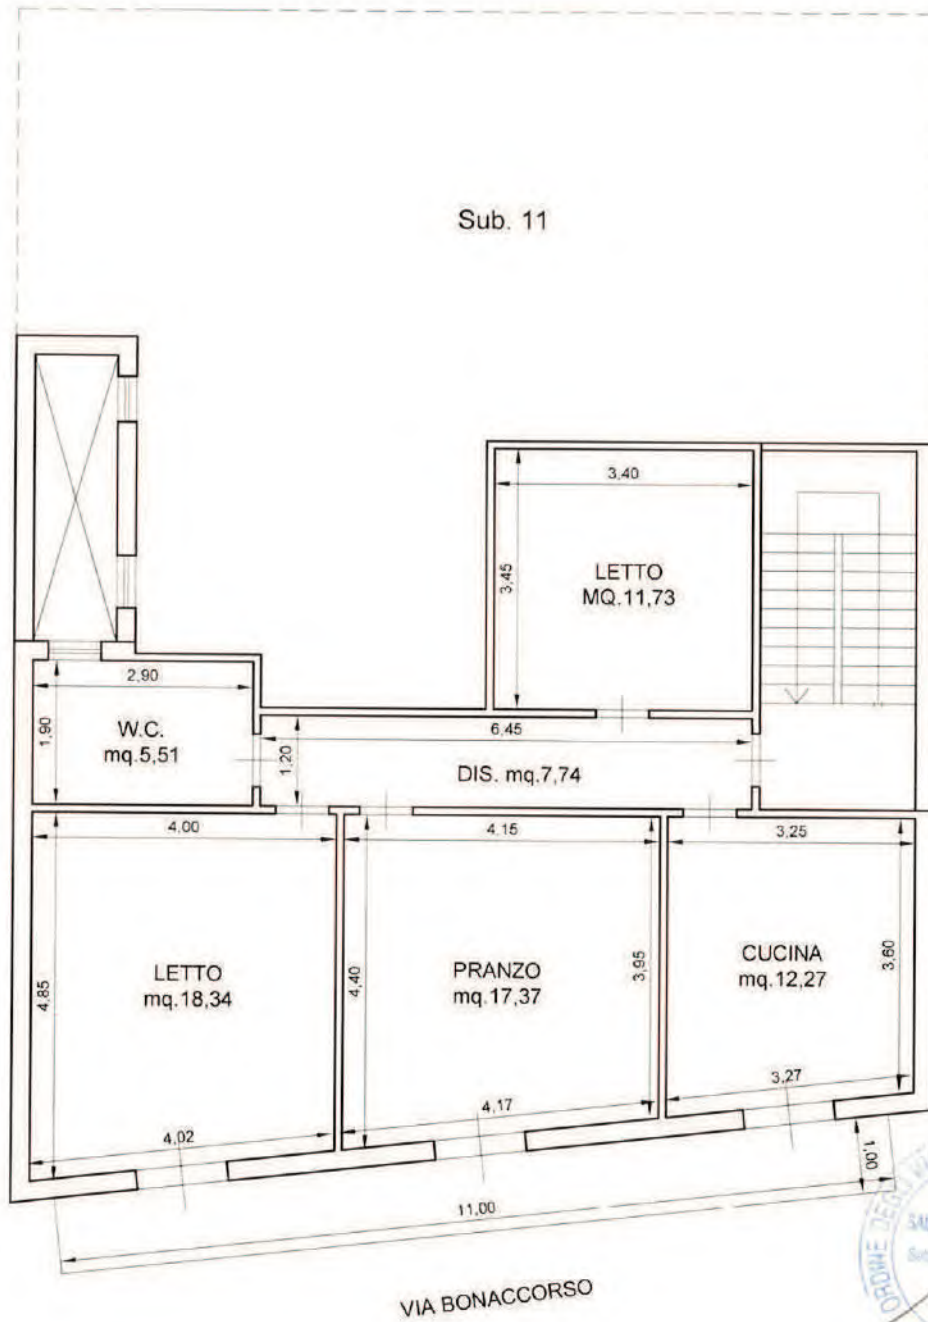 Sub. 11
3,40
3,45
LETTO
MQ.11,73
2,90
1,90
W.C.
mq.5,51
6,45
1,20
DIS. mq.7,74
4,00
4,15
3,25
4,85
LETTO
mq.18,34
4,40
PRANZO
mq.17,37
3,95
CUCINA
mq.12,27
3,60
4,02
4,17
3,27
1,00
11,00
VIA BONACCORSO
ORDINE DEGLI